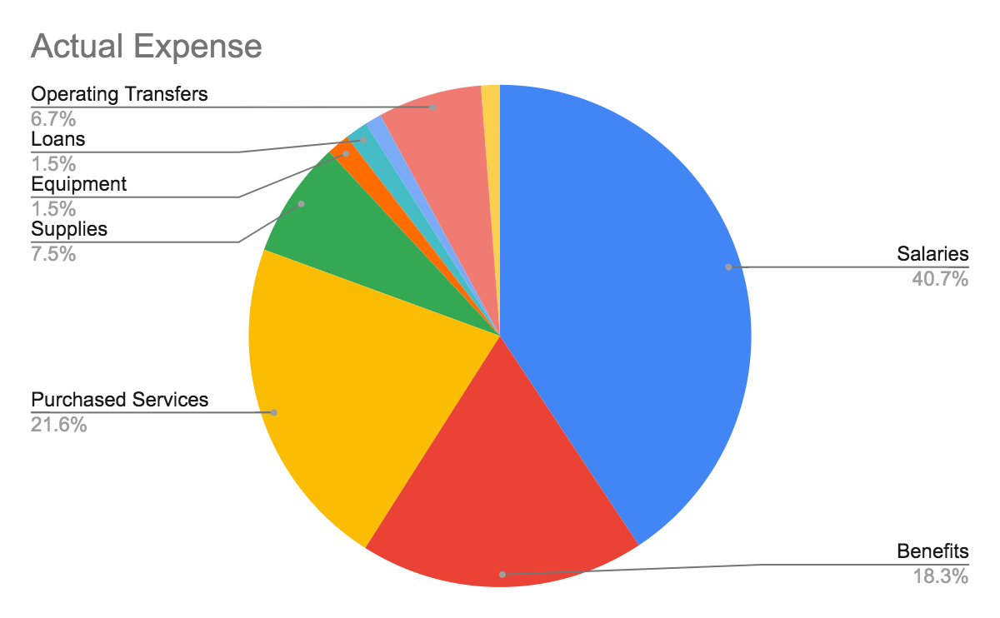 Actual Expense
Operating Transfers
6.7%
Loans
1.5%
Equipment
1.5%
Supplies
7.5%
Purchased Services
21.6%
Salaries
40.7%
Benefits
18.3%